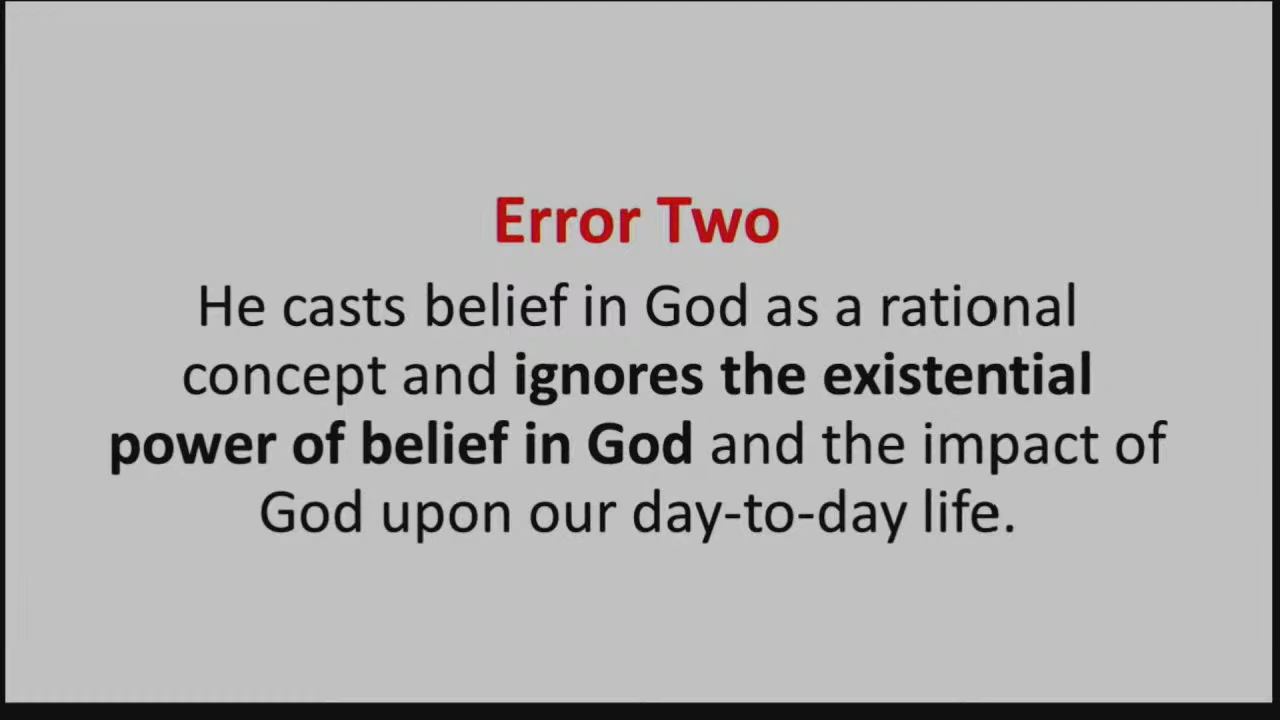 Error Two
He casts belief in God as a rational
concept and ignores the existential
power of belief in God and the impact of
God upon our day-to-day life.